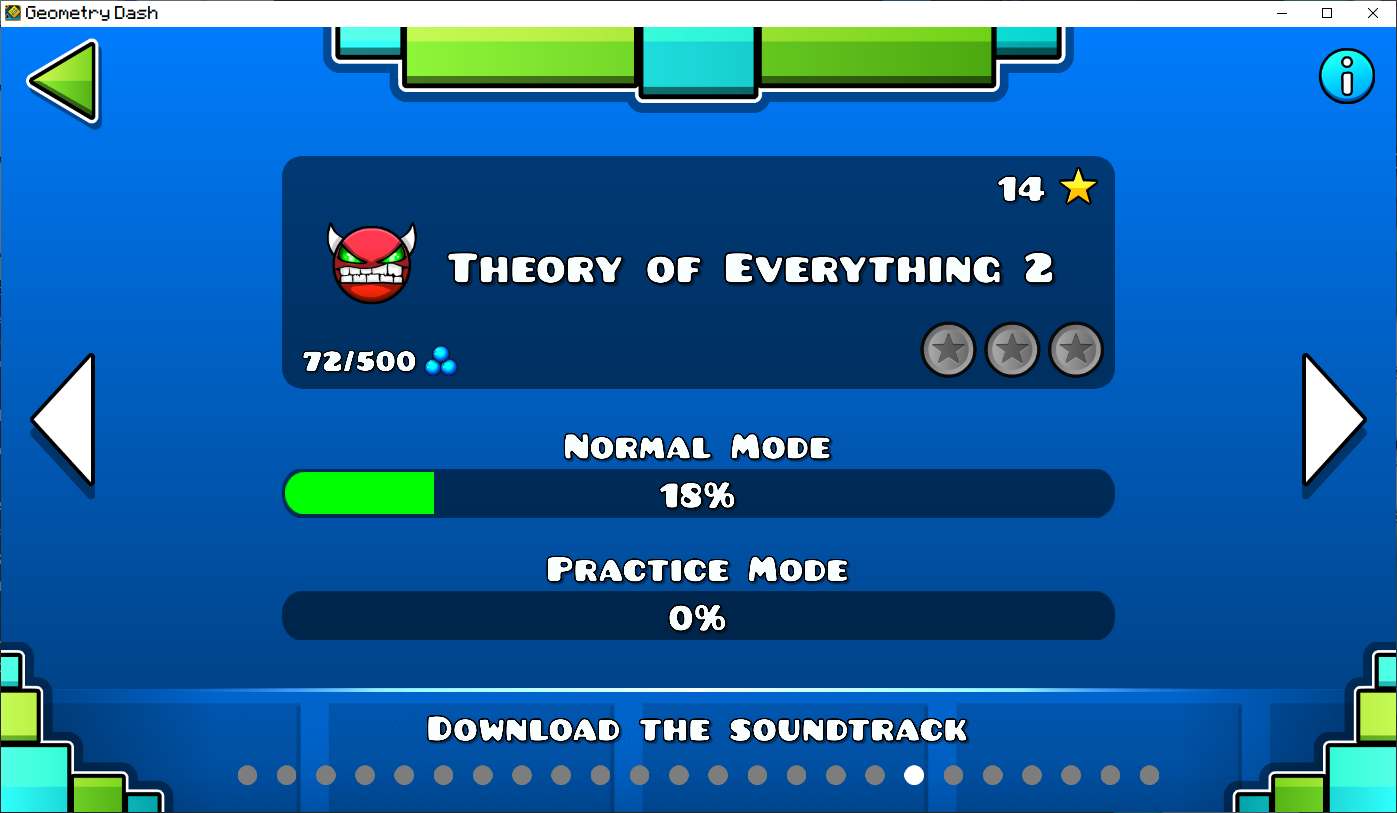 Geometry Dash
14
Theory of Everything 2
72/500
Normal Mode
18%
Practice Mode
0%
Download the soundtrack